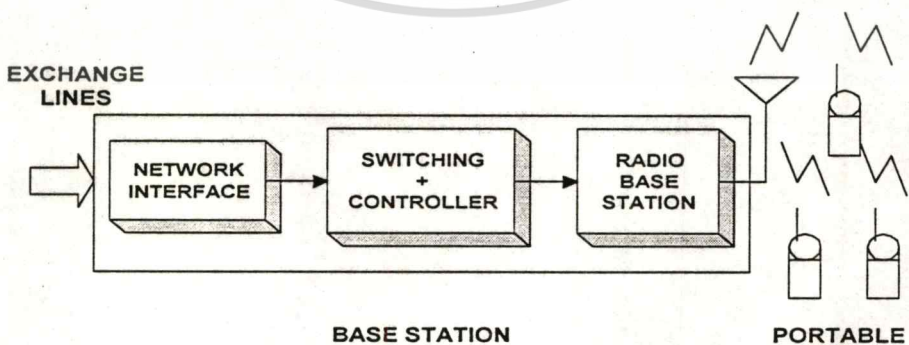 EXCHANGE
LINES
NETWORK
INTERFACE
SWITCHING
+
CONTROLLER
RADIO
BASE
STATION
BASE STATION
PORTABLE